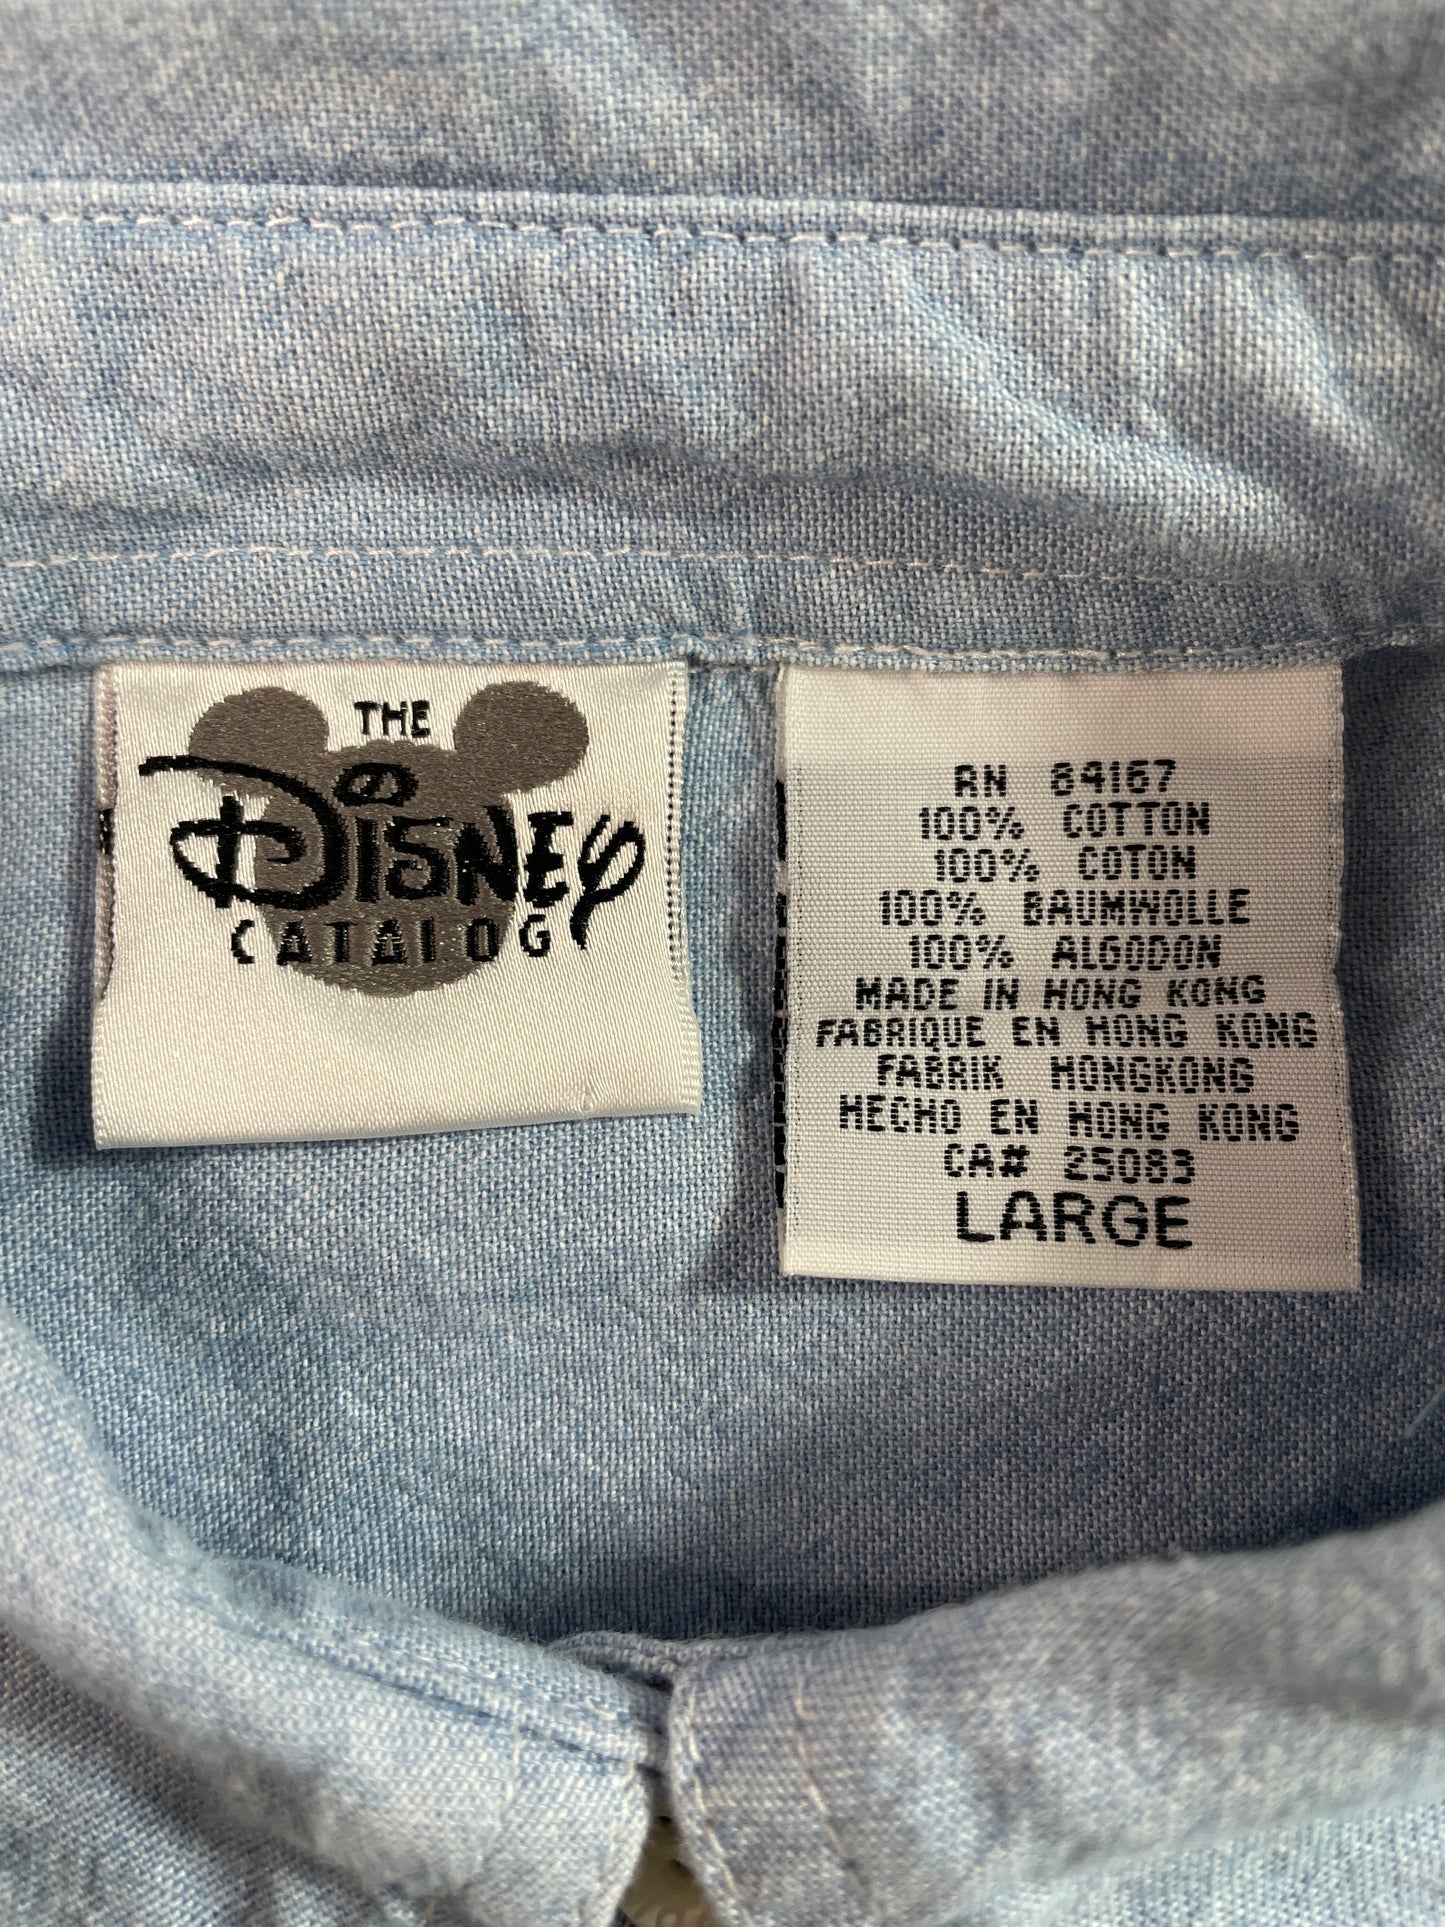 THE
Disney
CATALOG
RN 84167
100% COTTON
100% COTON
100% BAUMWOLLE
100% ALGODON
MADE IN HONG KONG
FABRIQUE EN HONG KONG
FABRIK HONGKONG
HECHO EN HONG KONG
CA# 25083
LARGE